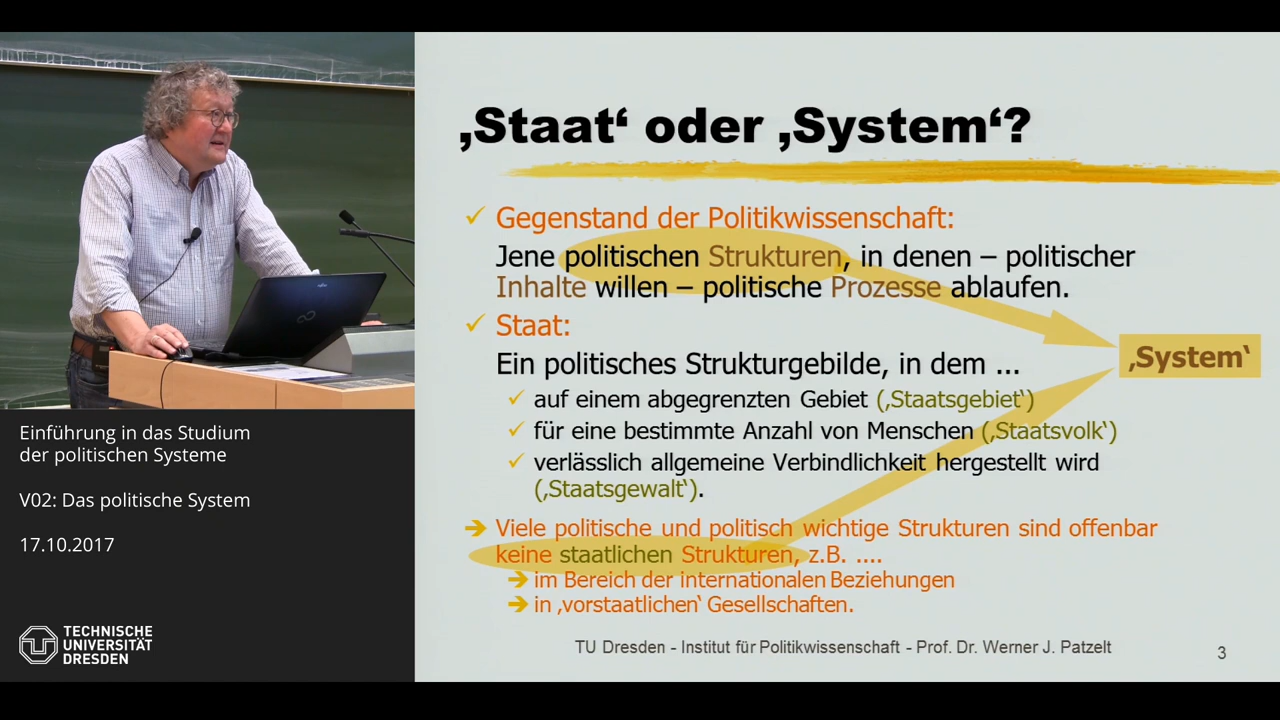 ‚Staat‘ oder ‚System‘?
Gegenstand der Politikwissenschaft:
Jene politischen Strukturen, in denen – politischer
Inhalte willen – politische Prozesse ablaufen.
Staat:
Ein politisches Strukturgebilde, in dem ...
auf einem abgegrenzten Gebiet (‚Staatsgebiet‘)
für eine bestimmte Anzahl von Menschen (‚Staatsvolk‘)
verlässlich allgemeine Verbindlichkeit hergestellt wird
(‚Staatsgewalt‘).
‚System‘
Viele politische und politisch wichtige Strukturen sind offenbar
keine staatlichen Strukturen, z.B. ....
im Bereich der internationalen Beziehungen
in ‚vorstaatlichen‘ Gesellschaften.
TU Dresden - Institut für Politikwissenschaft - Prof. Dr. Werner J. Patzelt
3
Einführung in das Studium
der politischen Systeme
V02: Das politische System
17.10.2017
TECHNISCHE
UNIVERSITÄT
DRESDEN